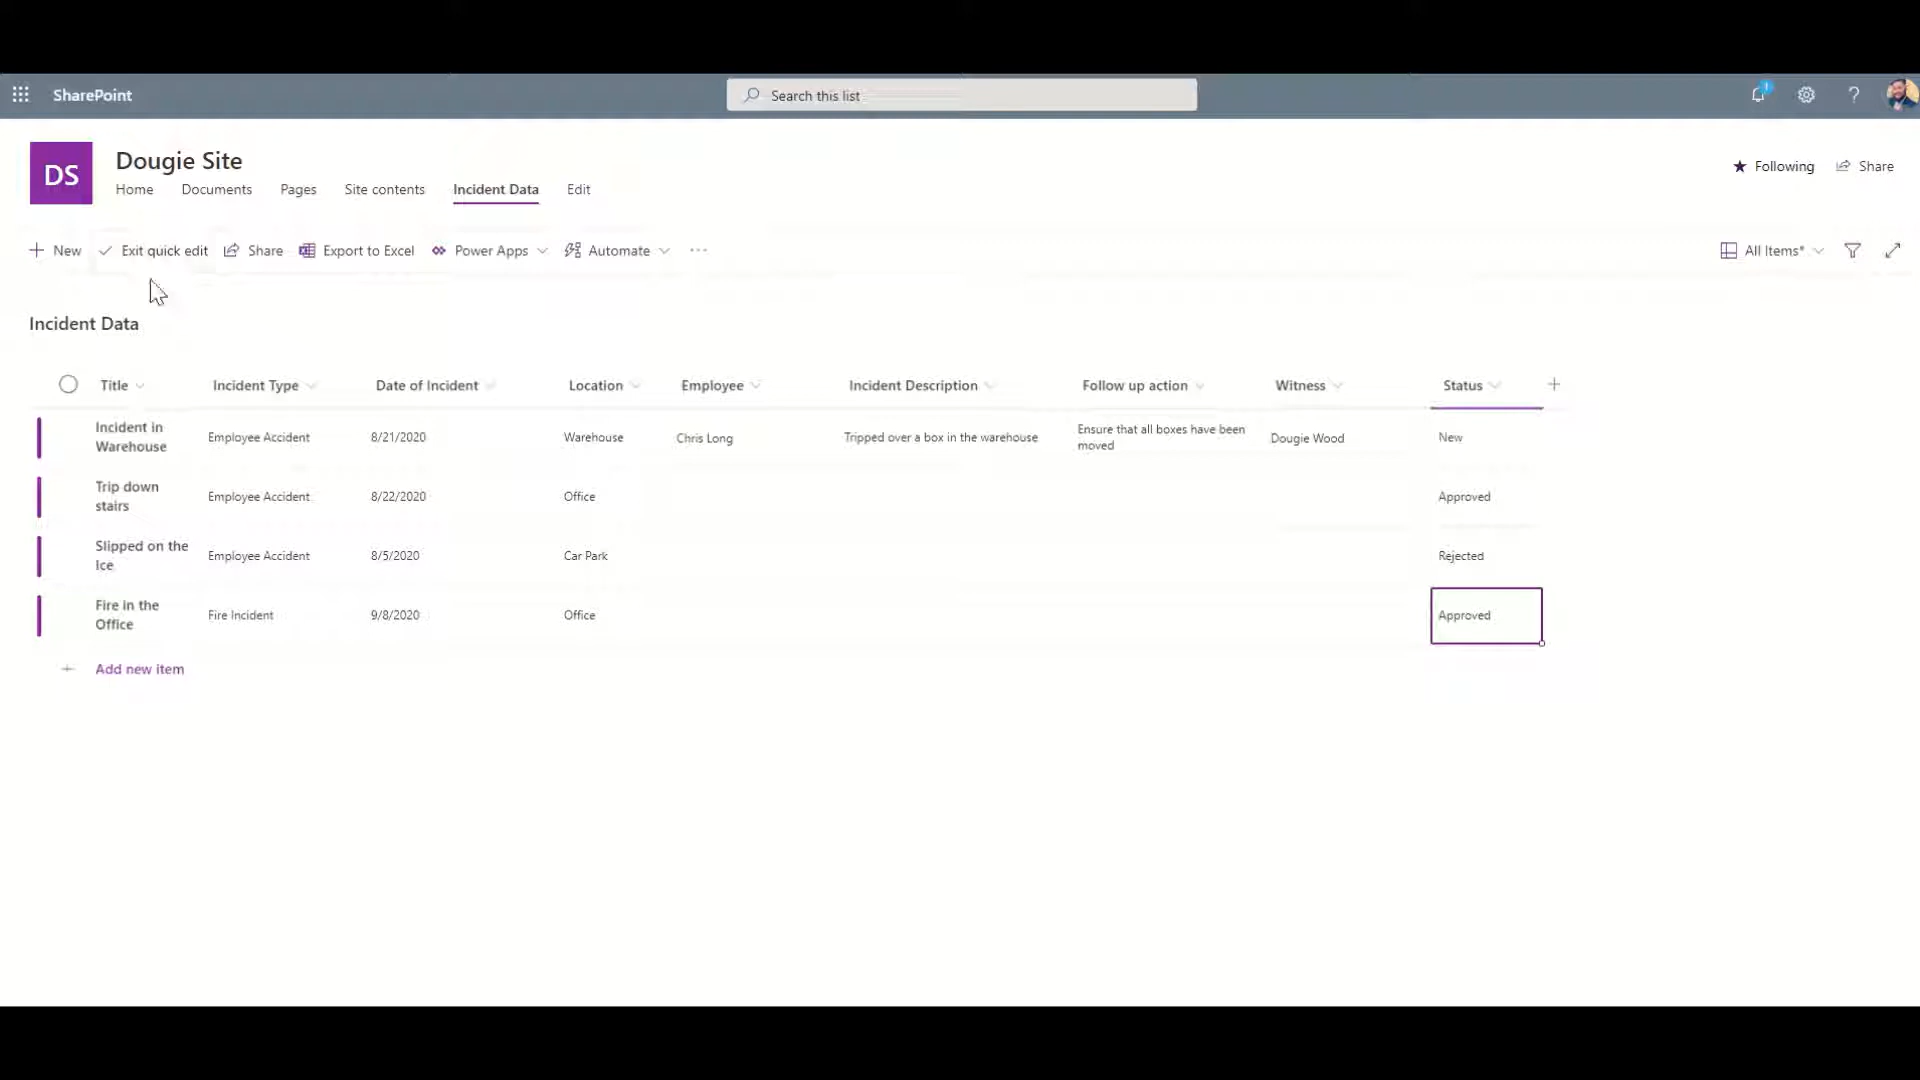 SharePoint
Search this list
1
?
DS
Dougie Site
Home Documents Pages Site contents Incident Data Edit
Following Share
New Exit quick edit Share Export to Excel Power Apps Automate ...
All Items*
Incident Data
Title Incident Type Date of Incident Location Employee Incident Description Follow up action Witness Status
Incident in
Warehouse
Employee Accident 8/21/2020 Warehouse Chris Long Tripped over a box in the warehouse
Ensure that all boxes have been
moved
Dougie Wood New
Trip down
stairs
Employee Accident 8/22/2020 Office Approved
Slipped on the
Ice
Employee Accident 8/5/2020 Car Park Rejected
Fire in the
Office
Fire Incident 9/8/2020 Office Approved
+ Add new item